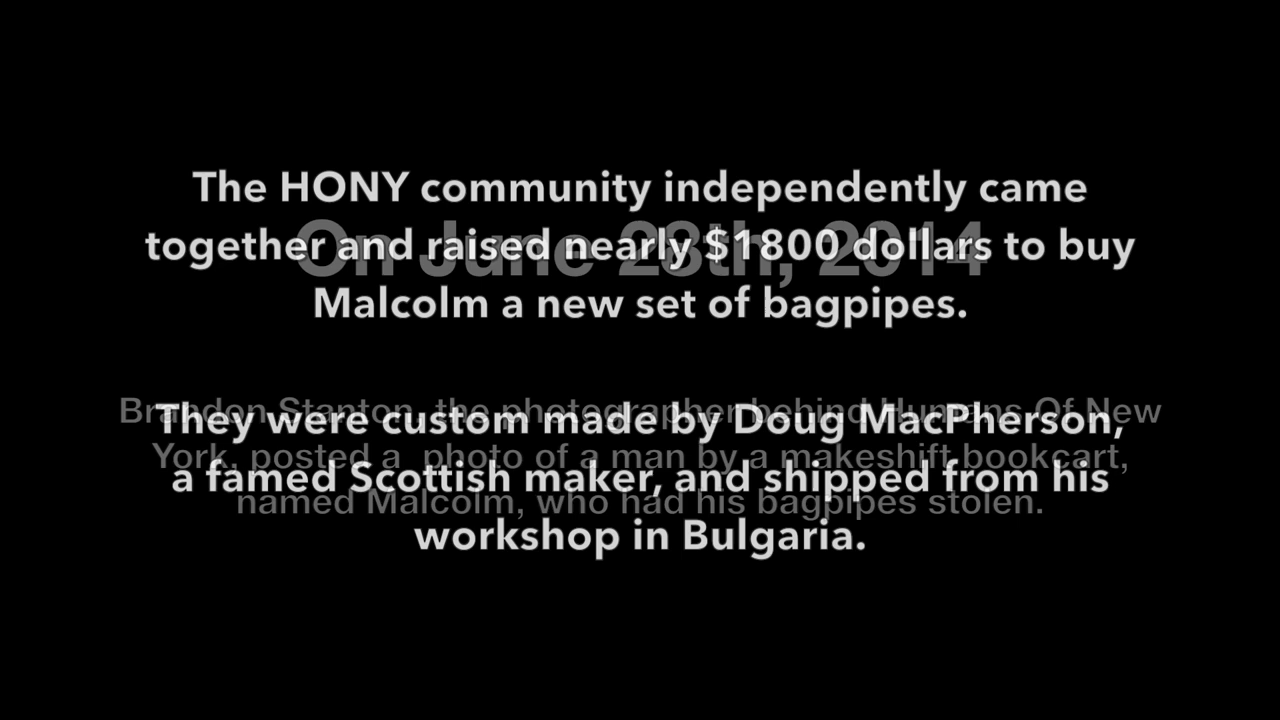 The HONY community independently came
On June 28th, 2014
together and raised nearly $1800 dollars to buy
Malcolm a new set of bagpipes.
Brandon Stanton, the photographer behind Humans Of New
They were custom made by Doug MacPherson,
York, posted a photo of a man by a makeshift bookcart,
a famed Scottish maker, and shipped from his
named Malcolm, who had his bagpipes stolen.
workshop in Bulgaria.